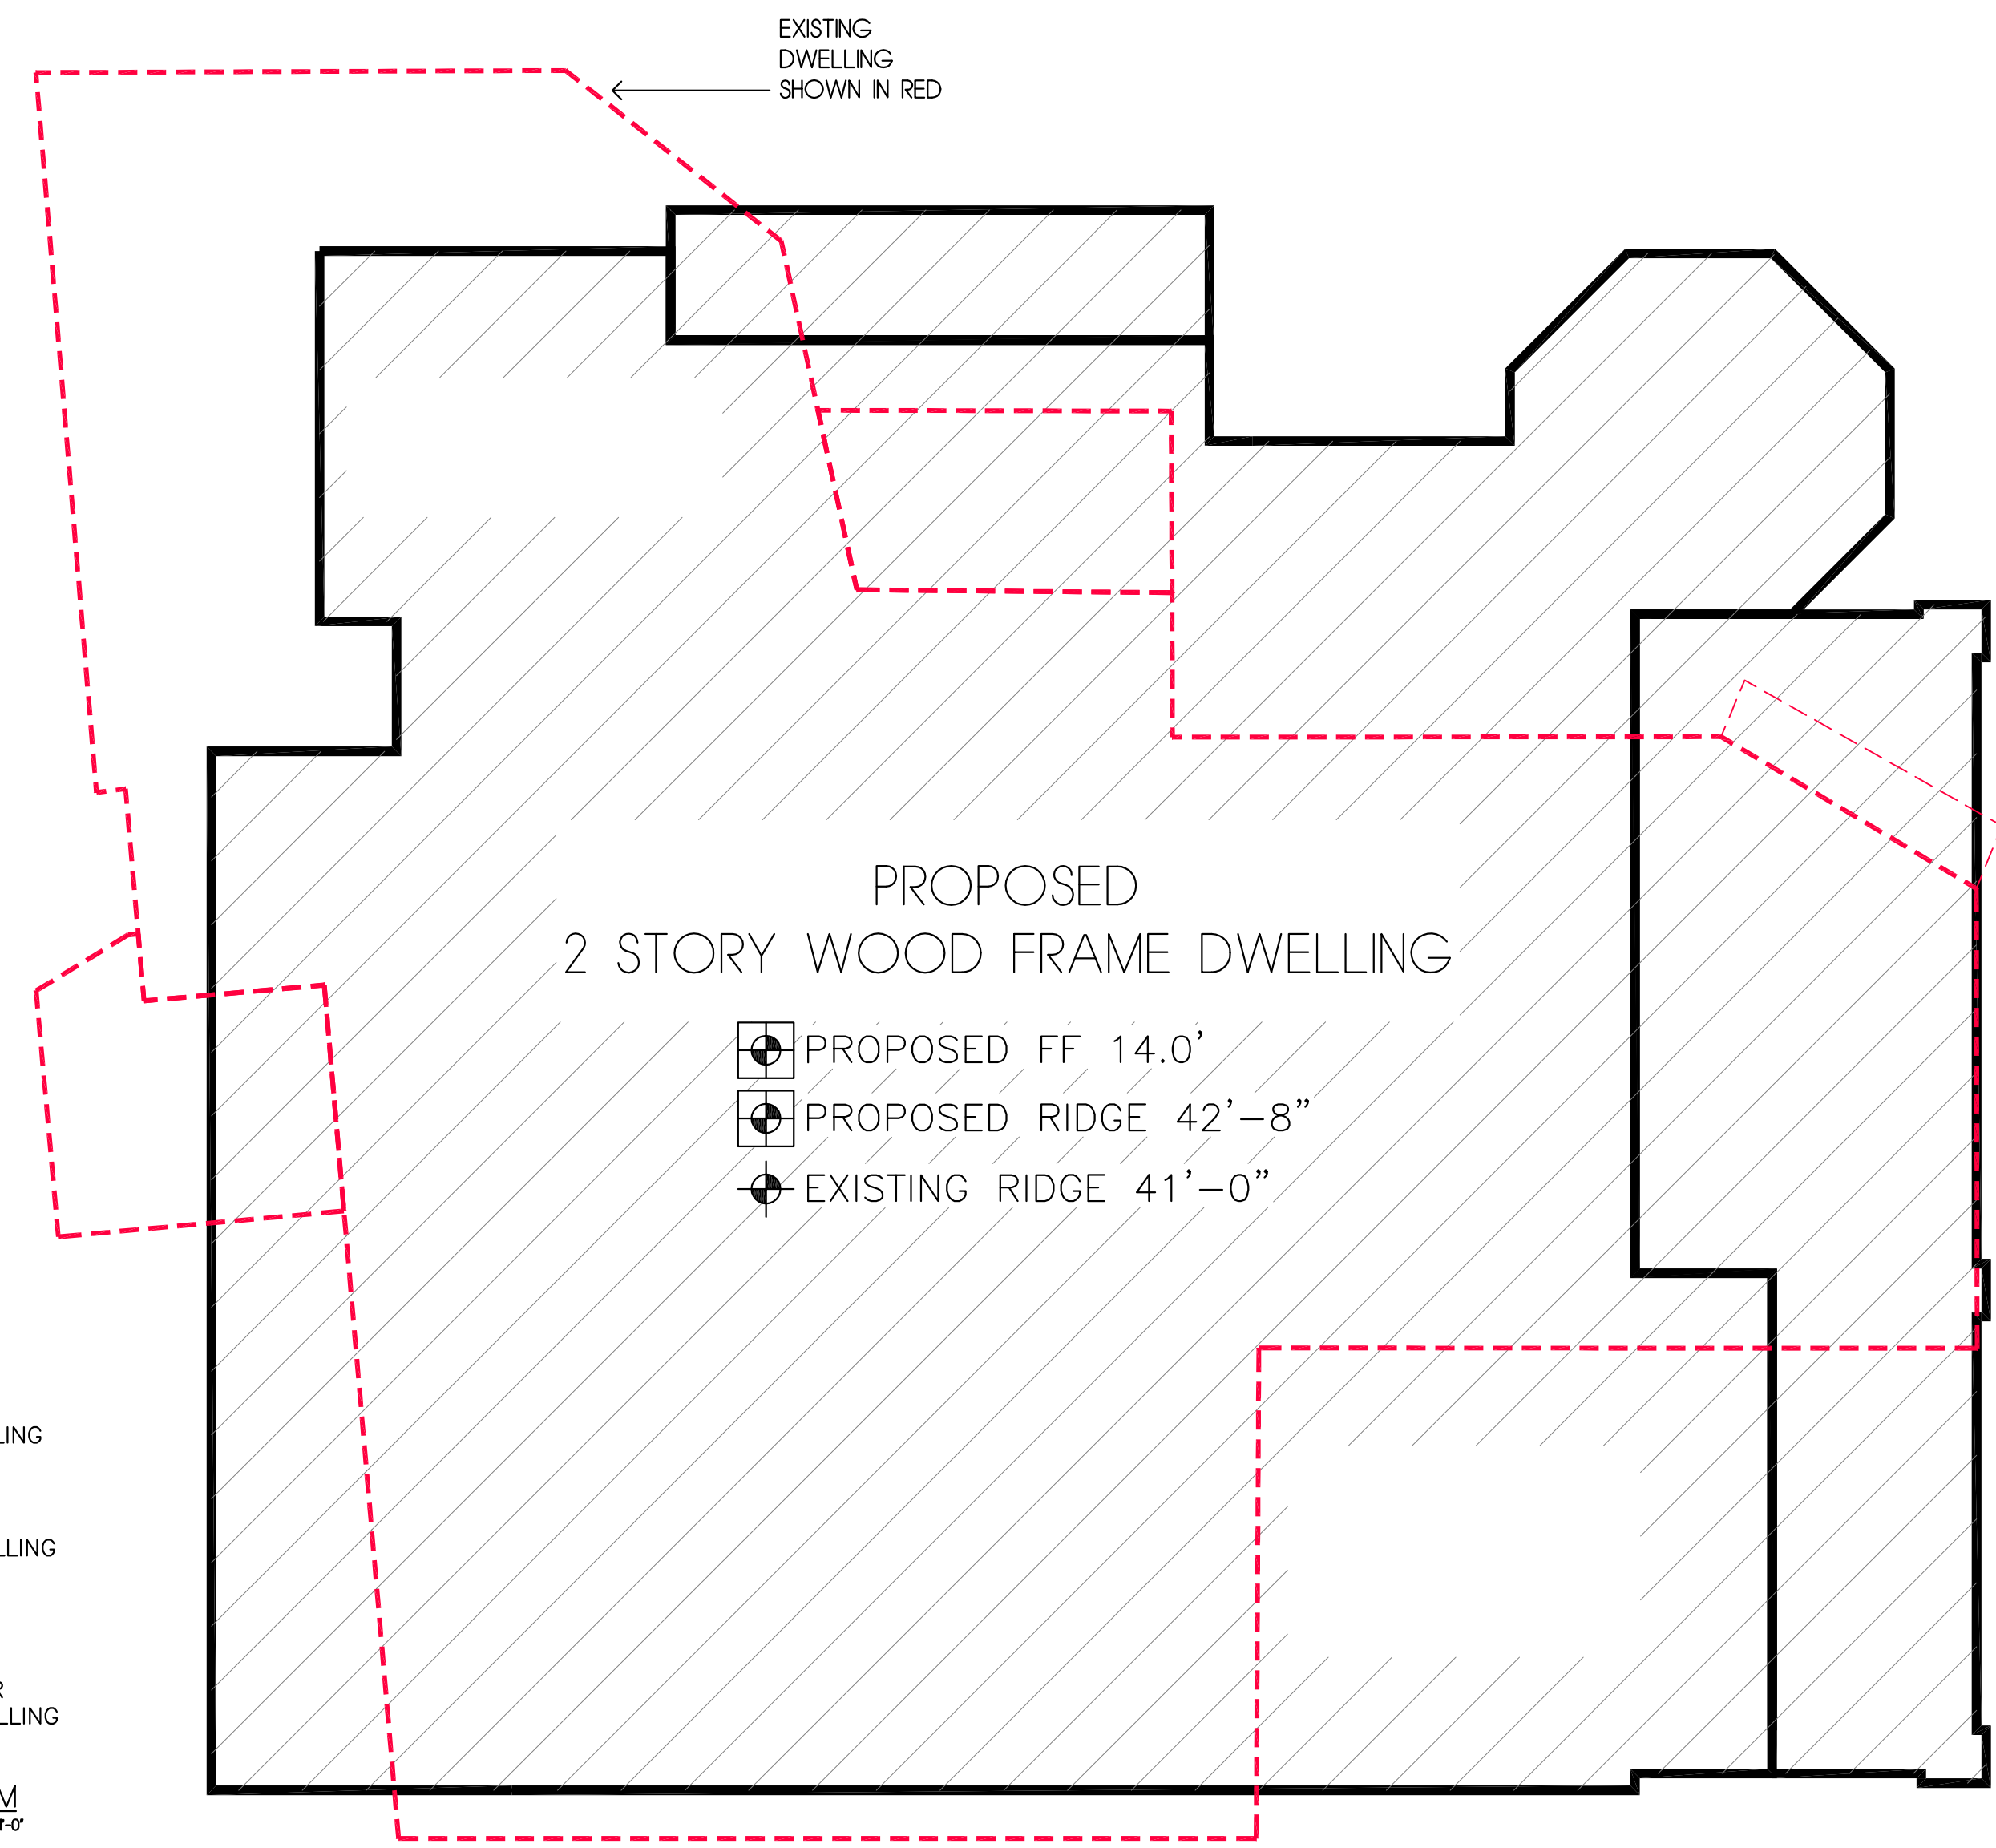 EXISTING
DWELLING
SHOWN IN RED
PROPOSED
2 STORY WOOD FRAME DWELLING
PROPOSED FF 14.0'
PROPOSED RIDGE 42'-8"
EXISTING RIDGE 41'-0"